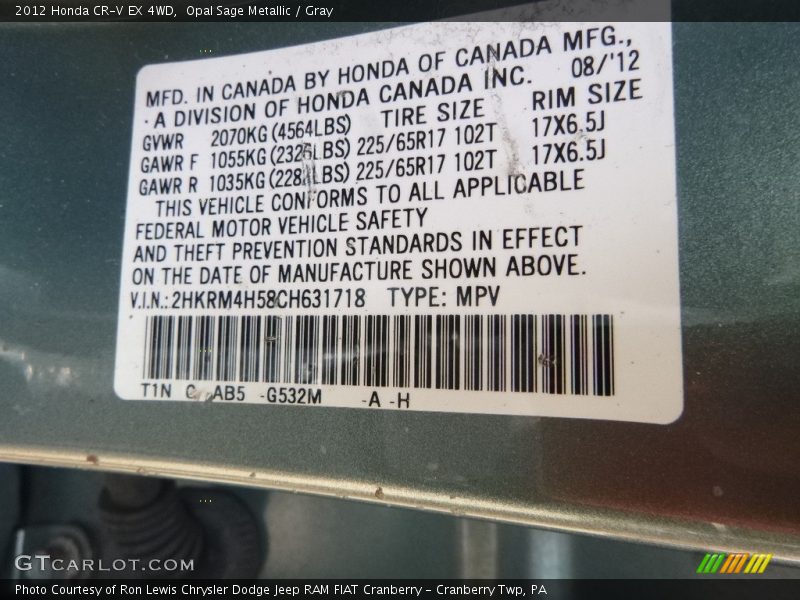 2012 Honda CR-V EX 4WD, Opal Sage Metallic / Gray
MFD. IN CANADA BY HONDA OF CANADA MFG.,
A DIVISION OF HONDA CANADA INC. 08/'12
GVWR 2070KG (4564LBS) TIRE SIZE RIM SIZE
GAWR F 1055KG (2326LBS) 225/65R17 102T 17X6.5J
GAWR R 1035KG (2282LBS) 225/65R17 102T 17X6.5J
THIS VEHICLE CONFORMS TO ALL APPLICABLE
FEDERAL MOTOR VEHICLE SAFETY
AND THEFT PREVENTION STANDARDS IN EFFECT
ON THE DATE OF MANUFACTURE SHOWN ABOVE.
V.I.N.: 2HKRM4H58CH631718 TYPE: MPV
T1N C AB5 -G532M -A -H
GTCARLOT.COM
Photo Courtesy of Ron Lewis Chrysler Dodge Jeep RAM FIAT Cranberry - Cranberry Twp, PA